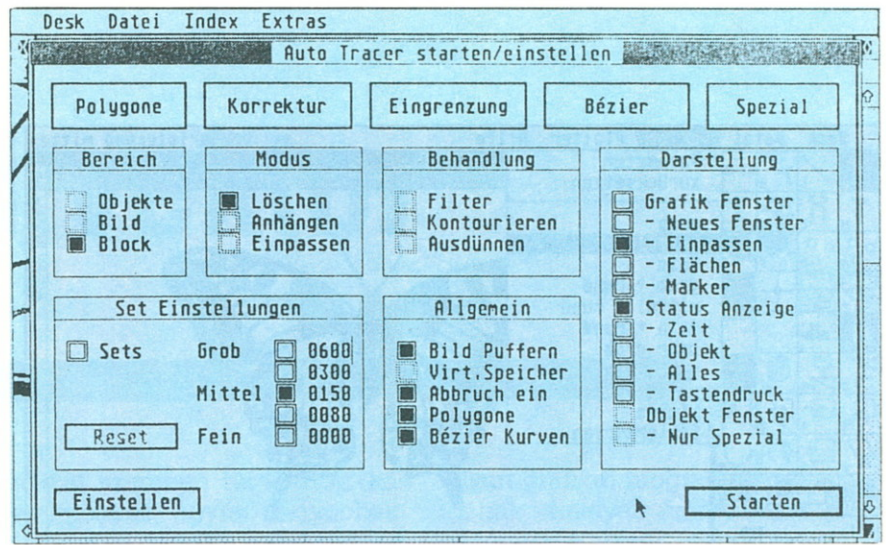 Desk Datei Index Extras
Auto Tracer starten/einstellen
Polygone Korrektur Eingrenzung Bézier Spezial
Bereich
Objekte
Bild
Block
Modus
Löschen
Anhängen
Einpassen
Behandlung
Filter
Kontourieren
Ausdünnen
Darstellung
Grafik Fenster
- Neues Fenster
- Einpassen
- Flächen
- Marker
Status Anzeige
- Zeit
- Objekt
- Alles
- Tastendruck
Objekt Fenster
- Nur Spezial
Set Einstellungen
Sets Grob 0600
0300
Mittel 0150
0080
Reset Fein 0000
Allgemein
Bild Puffern
Virt.Speicher
Abbruch ein
Polygone
Bézier Kurven
Einstellen Starten